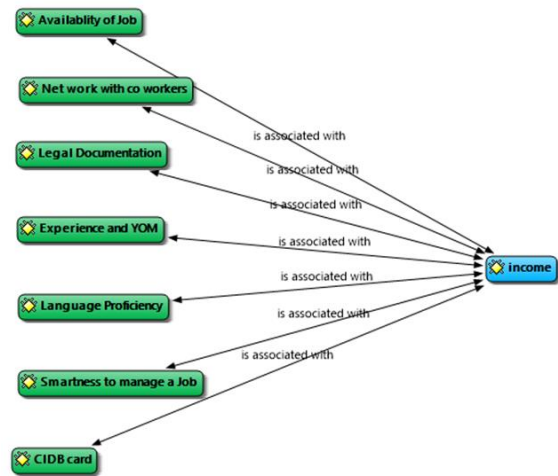 Availablity of Job
Net work with co workers
is associated with
is associated with
Legal Documentation
is associated with
Experience and YOM
is associated with
income
is associated with
Language Proficiency
is associated with
is associated with
Smartness to manage a Job
CIDB card